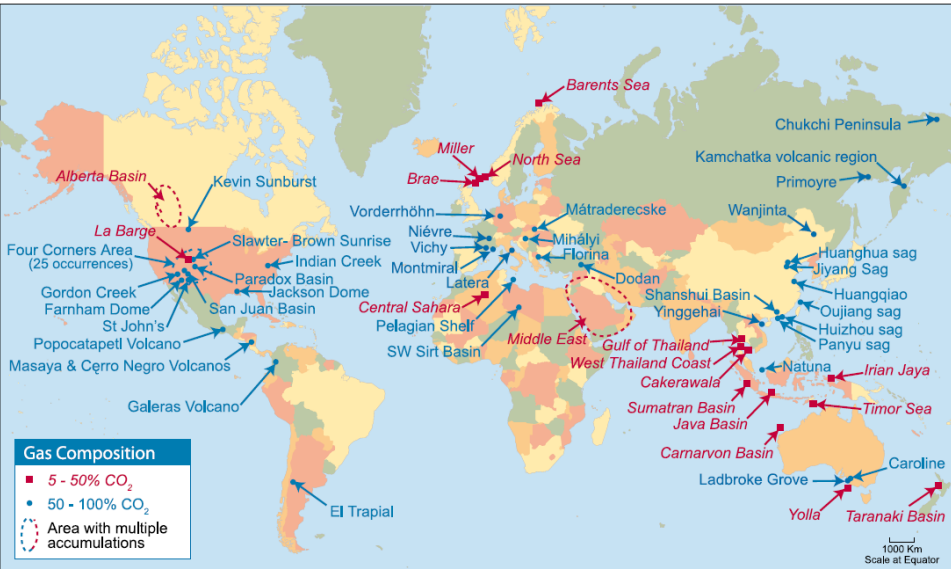 Barents Sea
Chukchi Peninsula
Kamchatka volcanic region
Primoyre
Miller
North Sea
Brae
Alberta Basin
Kevin Sunburst
Vorderrhöhn
Mátraderecske
Wanjinta
La Barge
Slawter- Brown Sunrise
Niévre
Mihályi
Four Corners Area
(25 occurrences)
Indian Creek
Vichy
Florina
Huanghua sag
Montmiral
Jiyang Sag
Paradox Basin
Latera
Dodan
Gordon Creek
Jackson Dome
Shanshui Basin
Huangqiao
Farnham Dome
San Juan Basin
Central Sahara
Yinggehai
Oujiang sag
St John's
Pelagian Shelf
Middle East
Huizhou sag
Popocatapetl Volcano
SW Sirt Basin
Gulf of Thailand
Panyu sag
Masaya & Cęrro Negro Volcanos
West Thailand Coast
Natuna
Irian Jaya
Cakerawala
Galeras Volcano
Sumatran Basin
Timor Sea
Java Basin
Carnarvon Basin
Caroline
Ladbroke Grove
El Trapial
Yolla
Taranaki Basin
Gas Composition
5 - 50% CO₂
50 - 100% CO₂
Area with multiple
accumulations
1000 Km
Scale at Equator